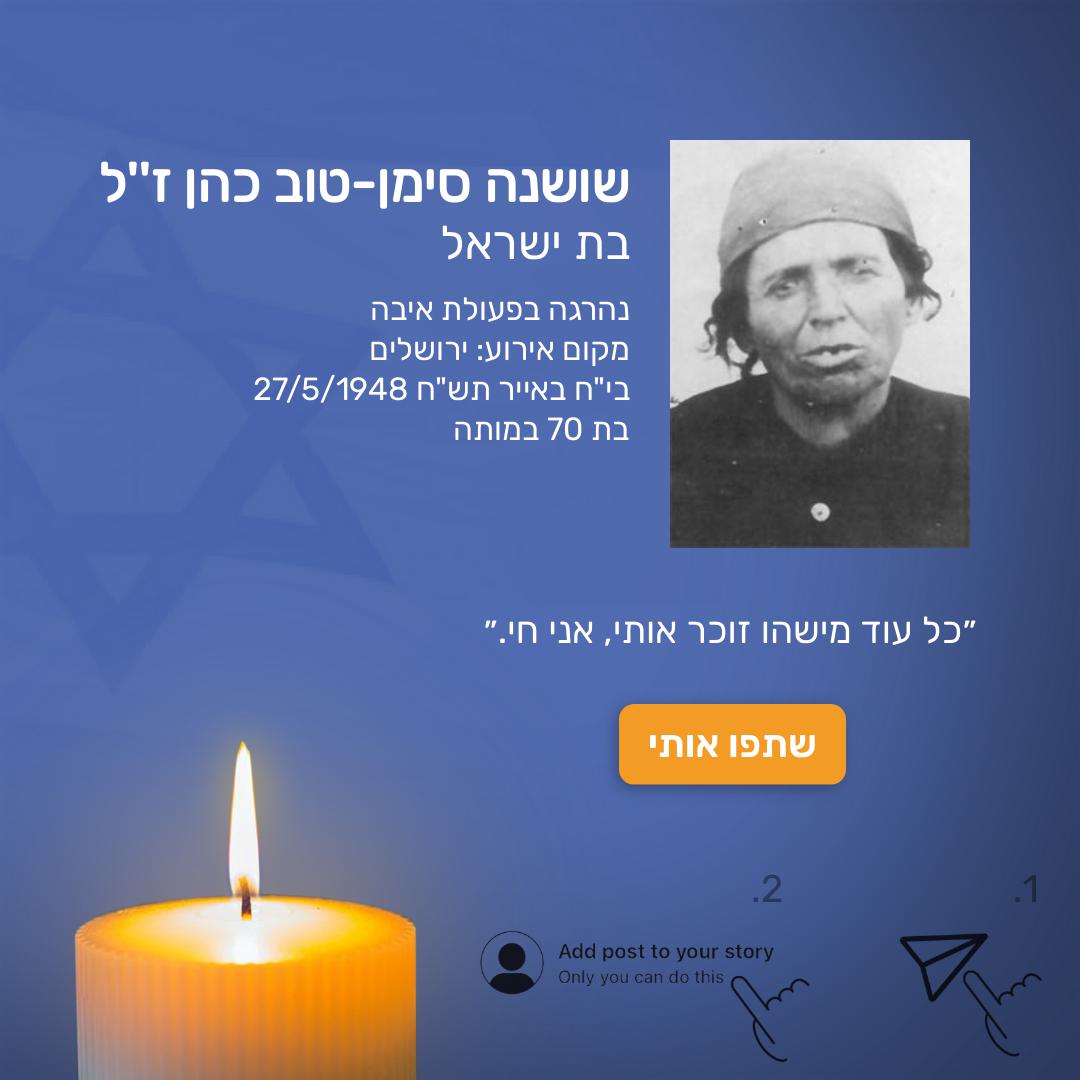 שושנה סימן-טוב כהן ז"ל
בת ישראל
נהרגה בפעולת איבה
מקום אירוע: ירושלים
בי"ח באייר תש"ח 27/5/1948
בת 70 במותה
״כל עוד מישהו זוכר אותי, אני חי.״
שתפו אותי
1.
2.
Add post to your story
Only you can do this